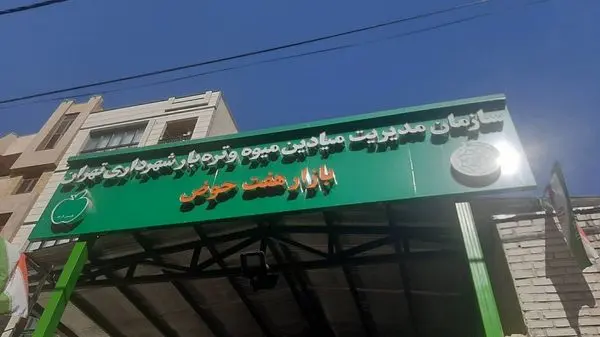 سازمان مدیریت میادین میوه و تره بار شهرداری تهران
بازار هفت حوض